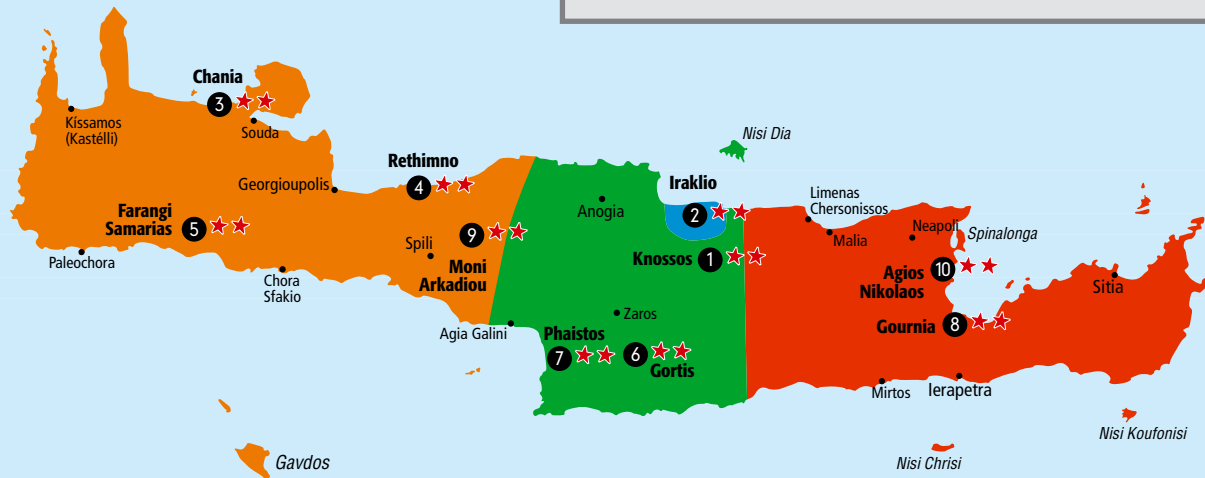 Chania
3
Kíssamos
(Kastélli)
Souda
Nisi Dia
Rethimno
4
Georgioupolis
Iraklio
2
Anogia
Limenas
Chersonissos
Malia
Neapoli
Spinalonga
Farangi
Samarias
5
Paleochora
Chora
Sfakio
Spili
9
Moni
Arkadiou
Knossos
1
Agios
Nikolaos
10
Sitia
Gournia
8
Zaros
Agia Galini
Phaistos
7
6
Gortis
Mirtos
Ierapetra
Nisi Koufonisi
Nisi Chrisi
Gavdos